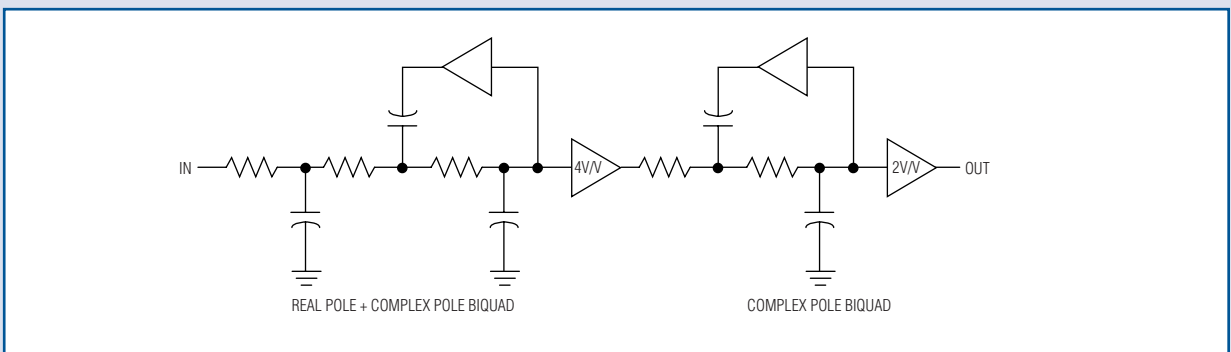 IN
4V/V
2V/V
OUT
REAL POLE + COMPLEX POLE BIQUAD
COMPLEX POLE BIQUAD